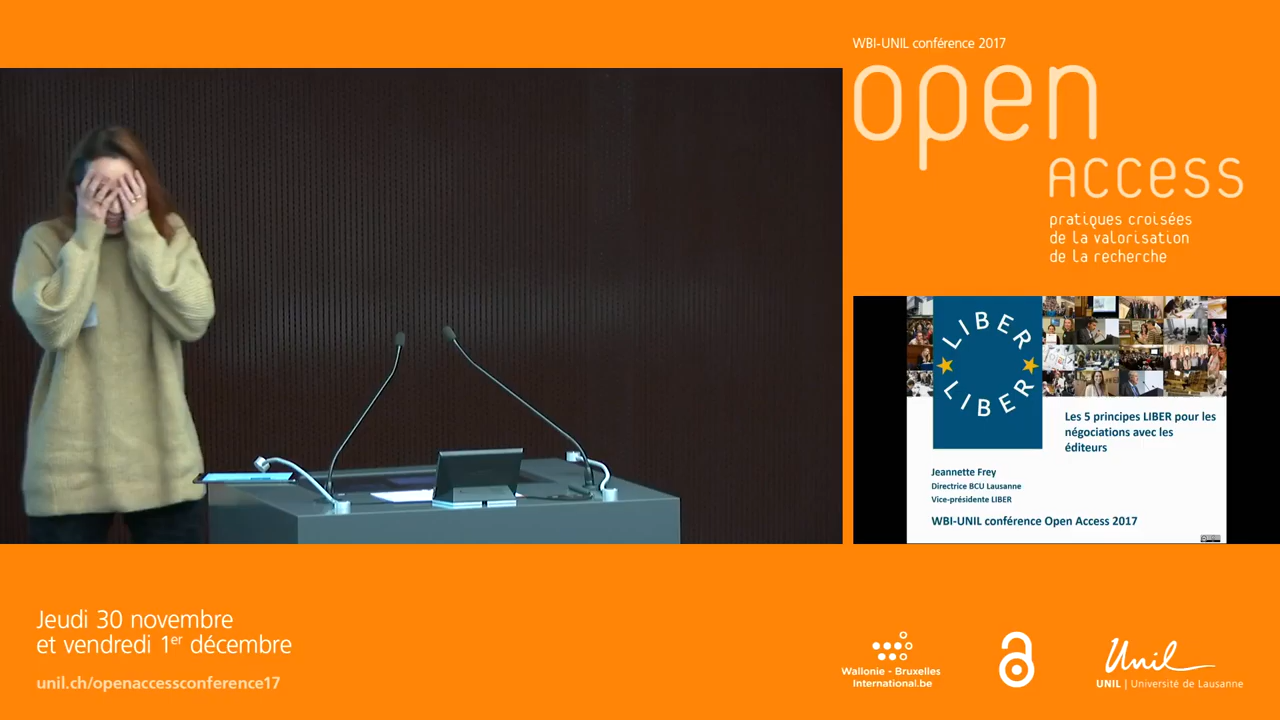 WBI-UNIL conférence 2017
open
access
pratiques croisées
de la valorisation
de la recherche
LIBER
LIBER
Les 5 principes LIBER pour les
négociations avec les
éditeurs
Jeannette Frey
Directrice BCU Lausanne
Vice-présidente LIBER
WBI-UNIL conférence Open Access 2017
Jeudi 30 novembre
et vendredi 1er décembre
unil.ch/openaccessconference17
Wallonie - Bruxelles
International.be
Unil
UNIL | Université de Lausanne